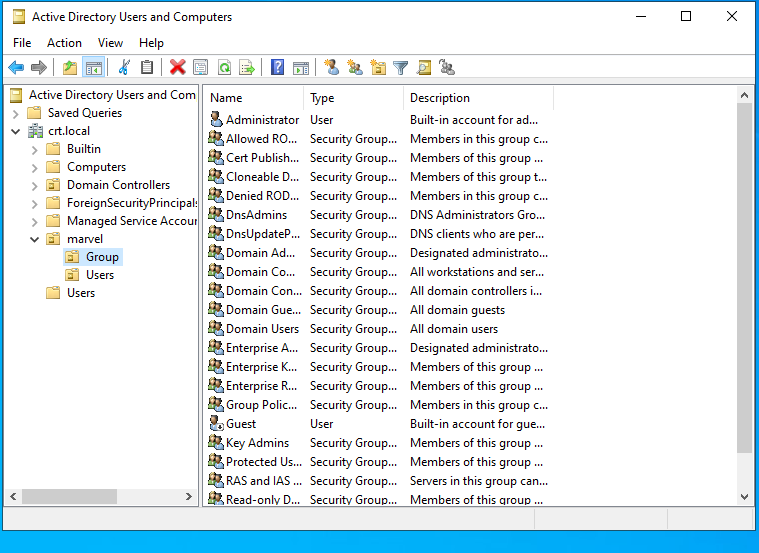 Active Directory Users and Computers
File Action View Help
Active Directory Users and Com
Saved Queries
crt.local
Builtin
Computers
Domain Controllers
ForeignSecurityPrincipals
Managed Service Accour
marvel
Group
Users
Users
Name Type Description
Administrator User Built-in account for ad...
Allowed RO... Security Group... Members in this group c...
Cert Publish... Security Group... Members of this group ...
Cloneable D... Security Group... Members of this group t...
Denied ROD... Security Group... Members in this group c...
DnsAdmins Security Group... DNS Administrators Gro...
DnsUpdateP... Security Group... DNS clients who are per...
Domain Ad... Security Group... Designated administrato...
Domain Co... Security Group... All workstations and ser...
Domain Con... Security Group... All domain controllers i...
Domain Gue... Security Group... All domain guests
Domain Users Security Group... All domain users
Enterprise A... Security Group... Designated administrato...
Enterprise K... Security Group... Members of this group ...
Enterprise R... Security Group... Members of this group ...
Group Polic... Security Group... Members in this group c...
Guest User Built-in account for gue...
Key Admins Security Group... Members of this group ...
Protected Us... Security Group... Members of this group ...
RAS and IAS ... Security Group... Servers in this group can...
Read-only D... Security Group... Members of this group ...